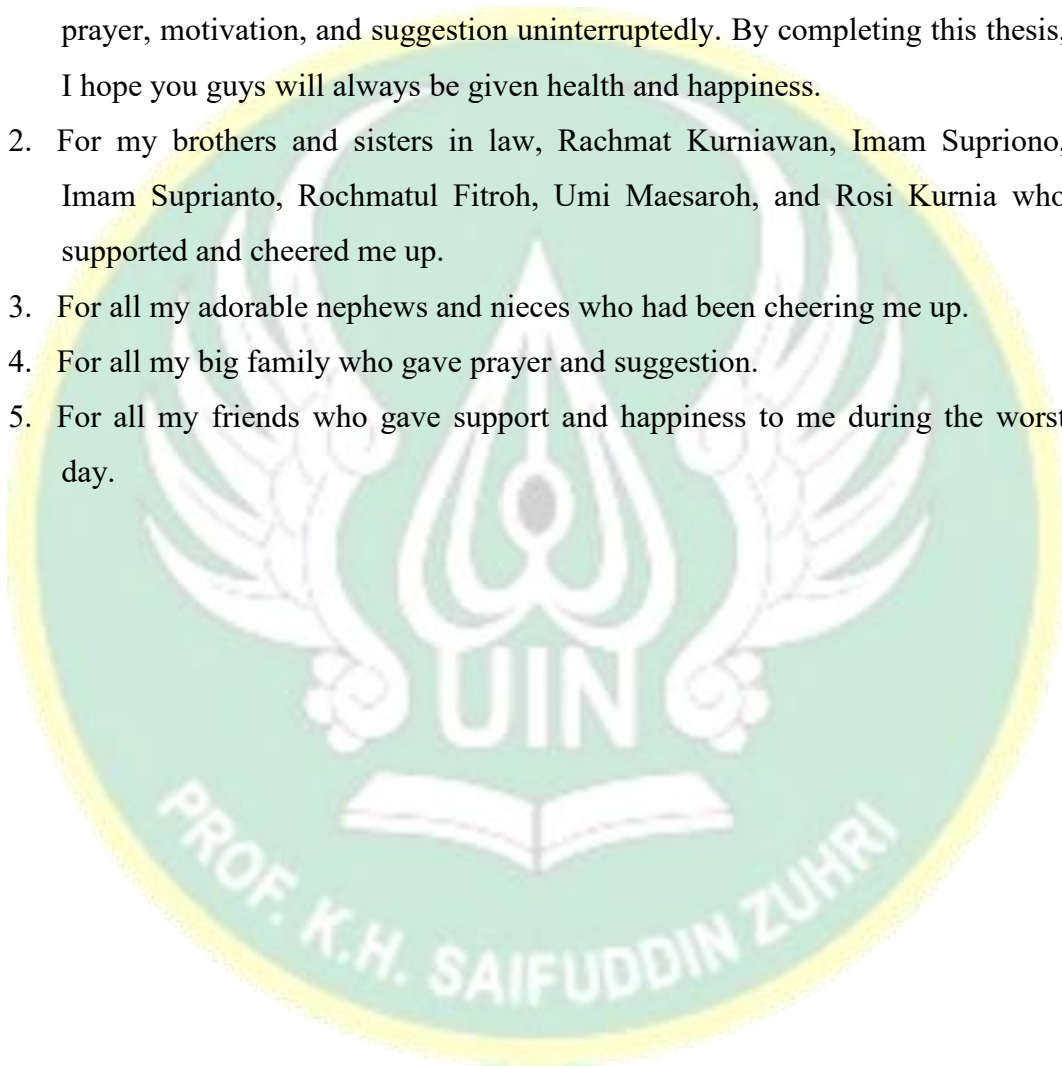 prayer, motivation, and suggestion uninterruptedly. By completing this thesis,
I hope you guys will always be given health and happiness.
2. For my brothers and sisters in law, Rachmat Kurniawan, Imam Supriono,
Imam Suprianto, Rochmatul Fitroh, Umi Maesaroh, and Rosi Kurnia who
supported and cheered me up.
3. For all my adorable nephews and nieces who had been cheering me up.
4. For all my big family who gave prayer and suggestion.
5. For all my friends who gave support and happiness to me during the worst
day.
UIN
PROF. K.H. SAIFUDDIN ZUHRI